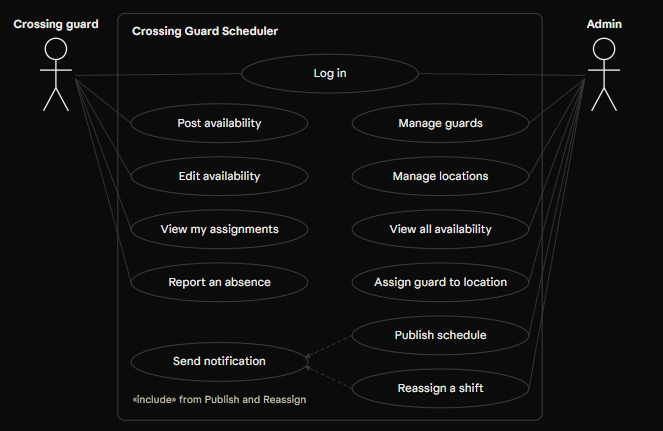 Crossing guard
Admin
Crossing Guard Scheduler
Log in
Post availability
Manage guards
Edit availability
Manage locations
View my assignments
View all availability
Report an absence
Assign guard to location
Publish schedule
Send notification
Reassign a shift
«include» from Publish and Reassign